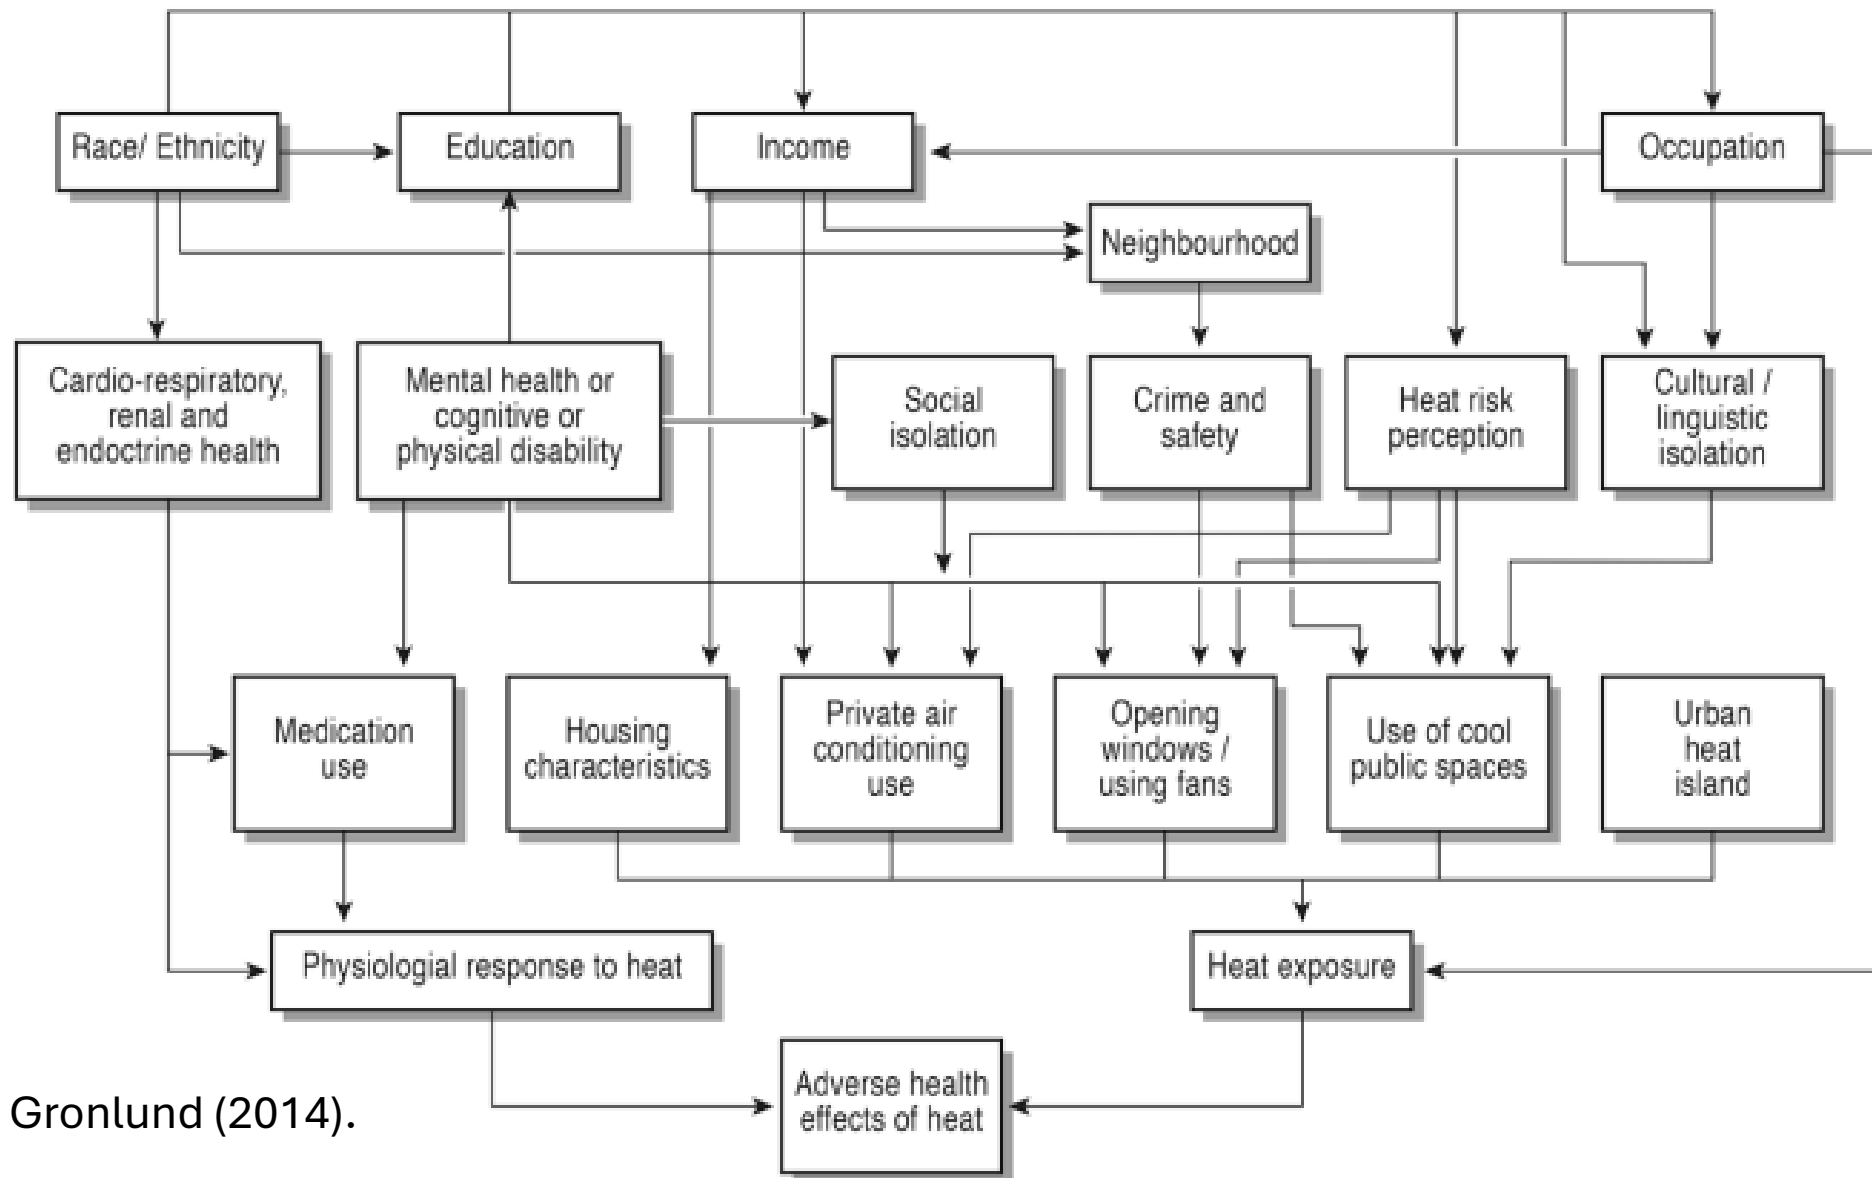 Race/ Ethnicity
Education
Income
Occupation
Neighbourhood
Cardio-respiratory,
renal and
endocrine health
Mental health or
cognitive or
physical disability
Social
isolation
Crime and
safety
Heat risk
perception
Cultural /
linguistic
isolation
Medication
use
Housing
characteristics
Private air
conditioning
use
Opening
windows /
using fans
Use of cool
public spaces
Urban
heat
island
Physiologial response to heat
Heat exposure
Adverse health
effects of heat
Gronlund (2014).